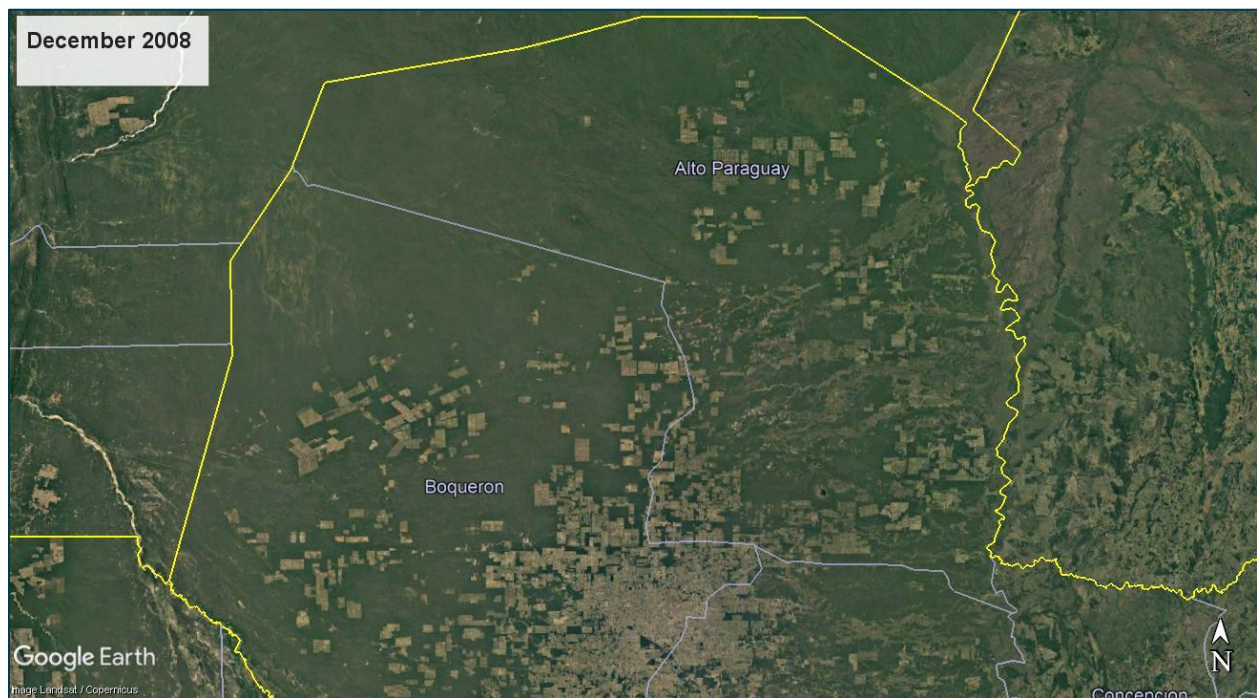 December 2008
Alto Paraguay
Boqueron
Google Earth
N
Image Landsat / Copernicus
Concepcion